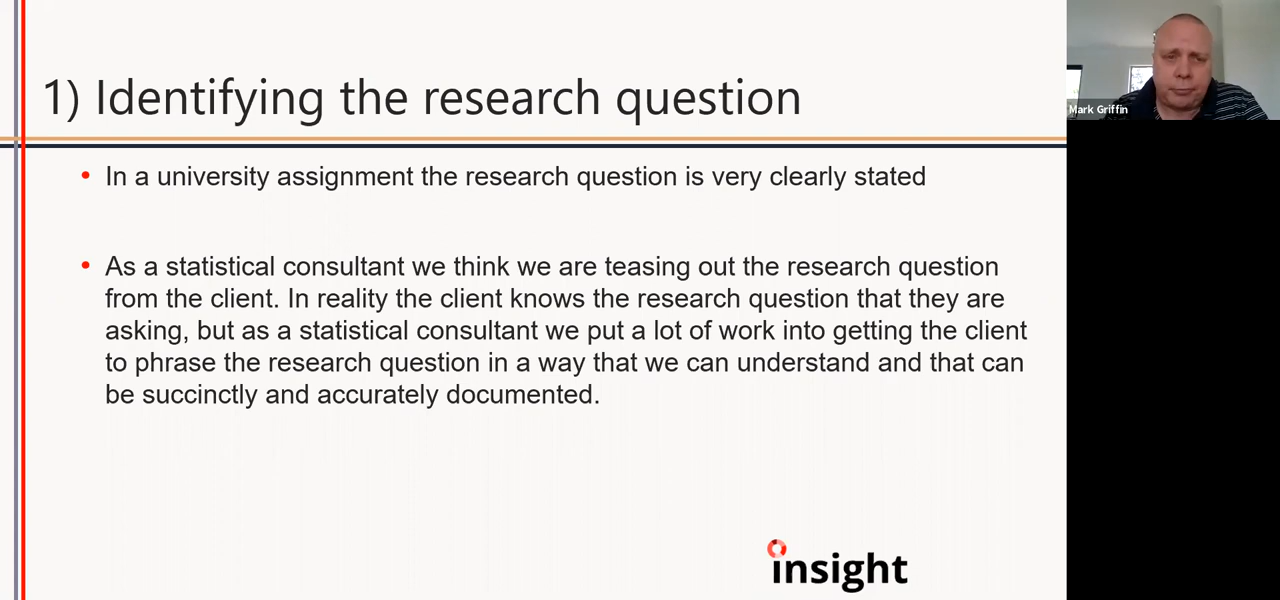 1) Identifying the research question
Mark Griffin
• In a university assignment the research question is very clearly stated
• As a statistical consultant we think we are teasing out the research question
from the client. In reality the client knows the research question that they are
asking, but as a statistical consultant we put a lot of work into getting the client
to phrase the research question in a way that we can understand and that can
be succinctly and accurately documented.
insight